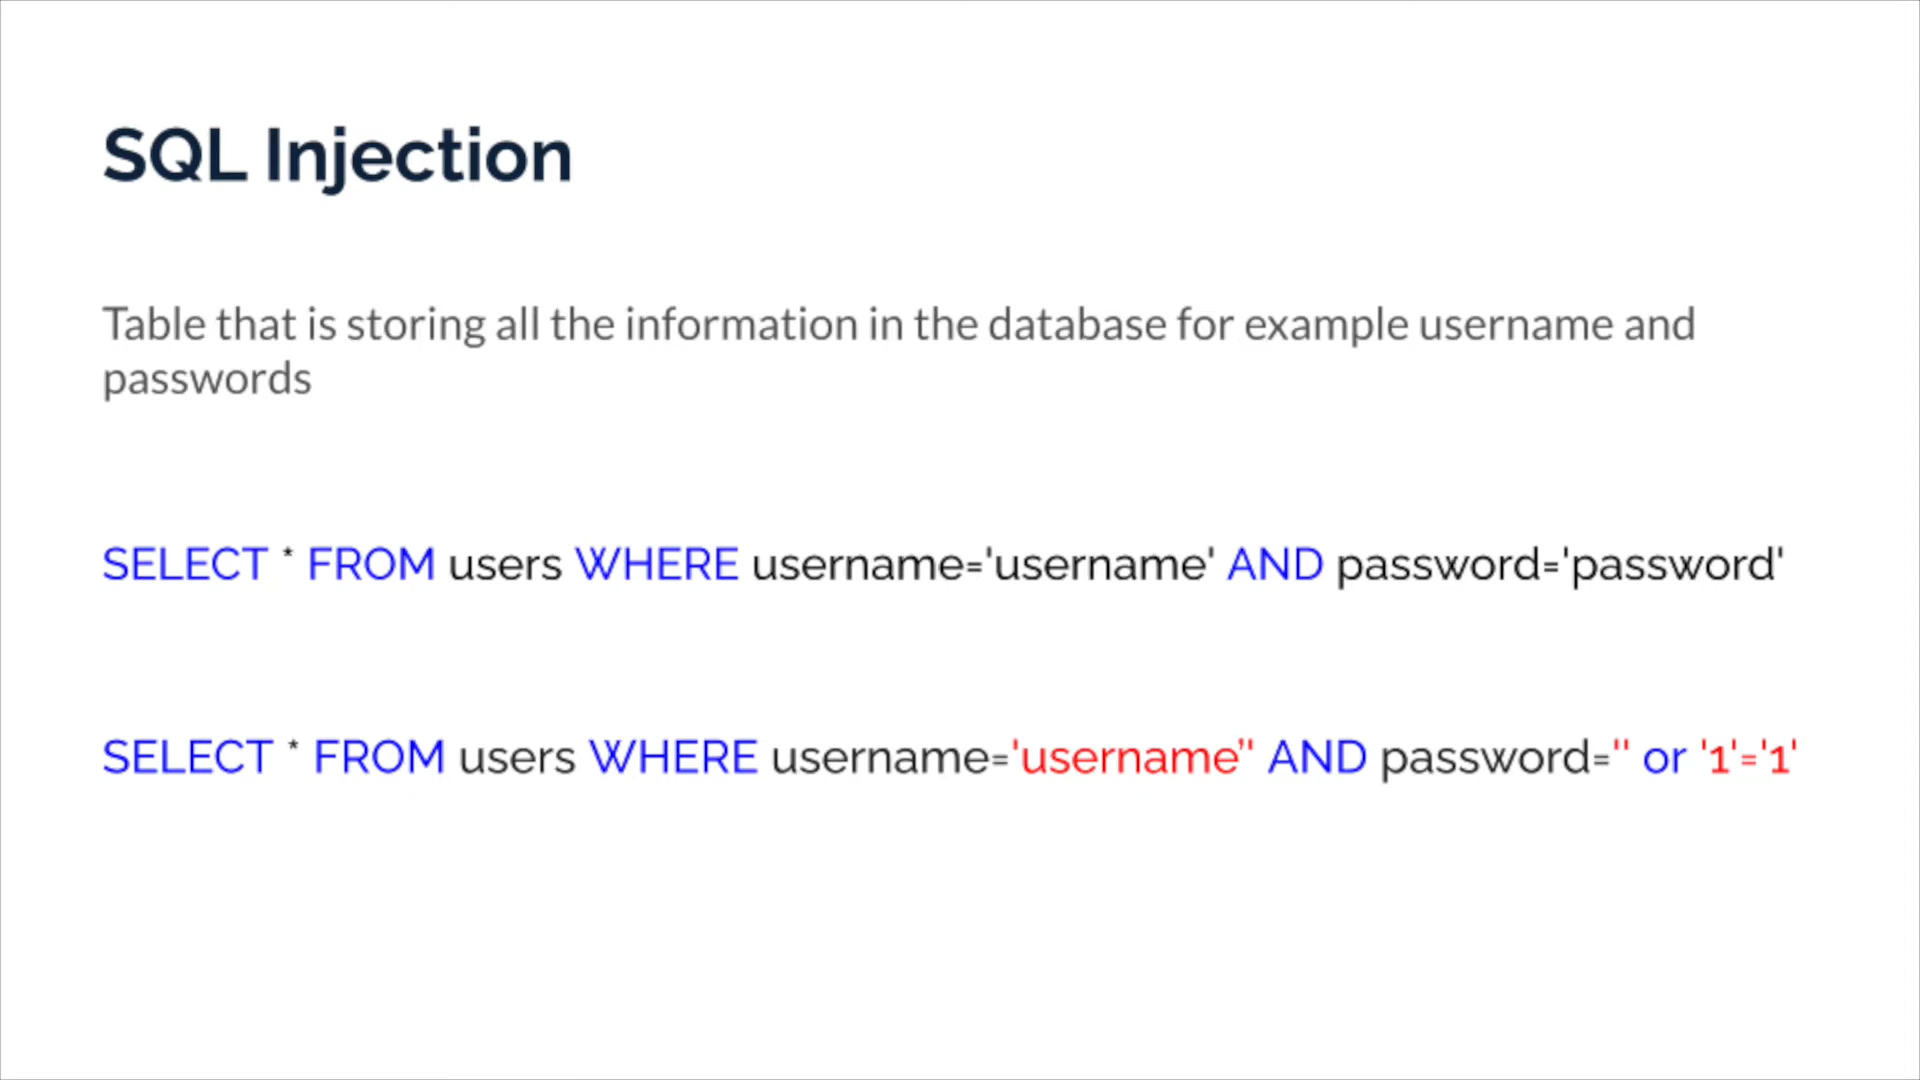 SQL Injection
Table that is storing all the information in the database for example username and
passwords
SELECT * FROM users WHERE username='username' AND password='password'
SELECT * FROM users WHERE username='username'' AND password='' or '1'='1'